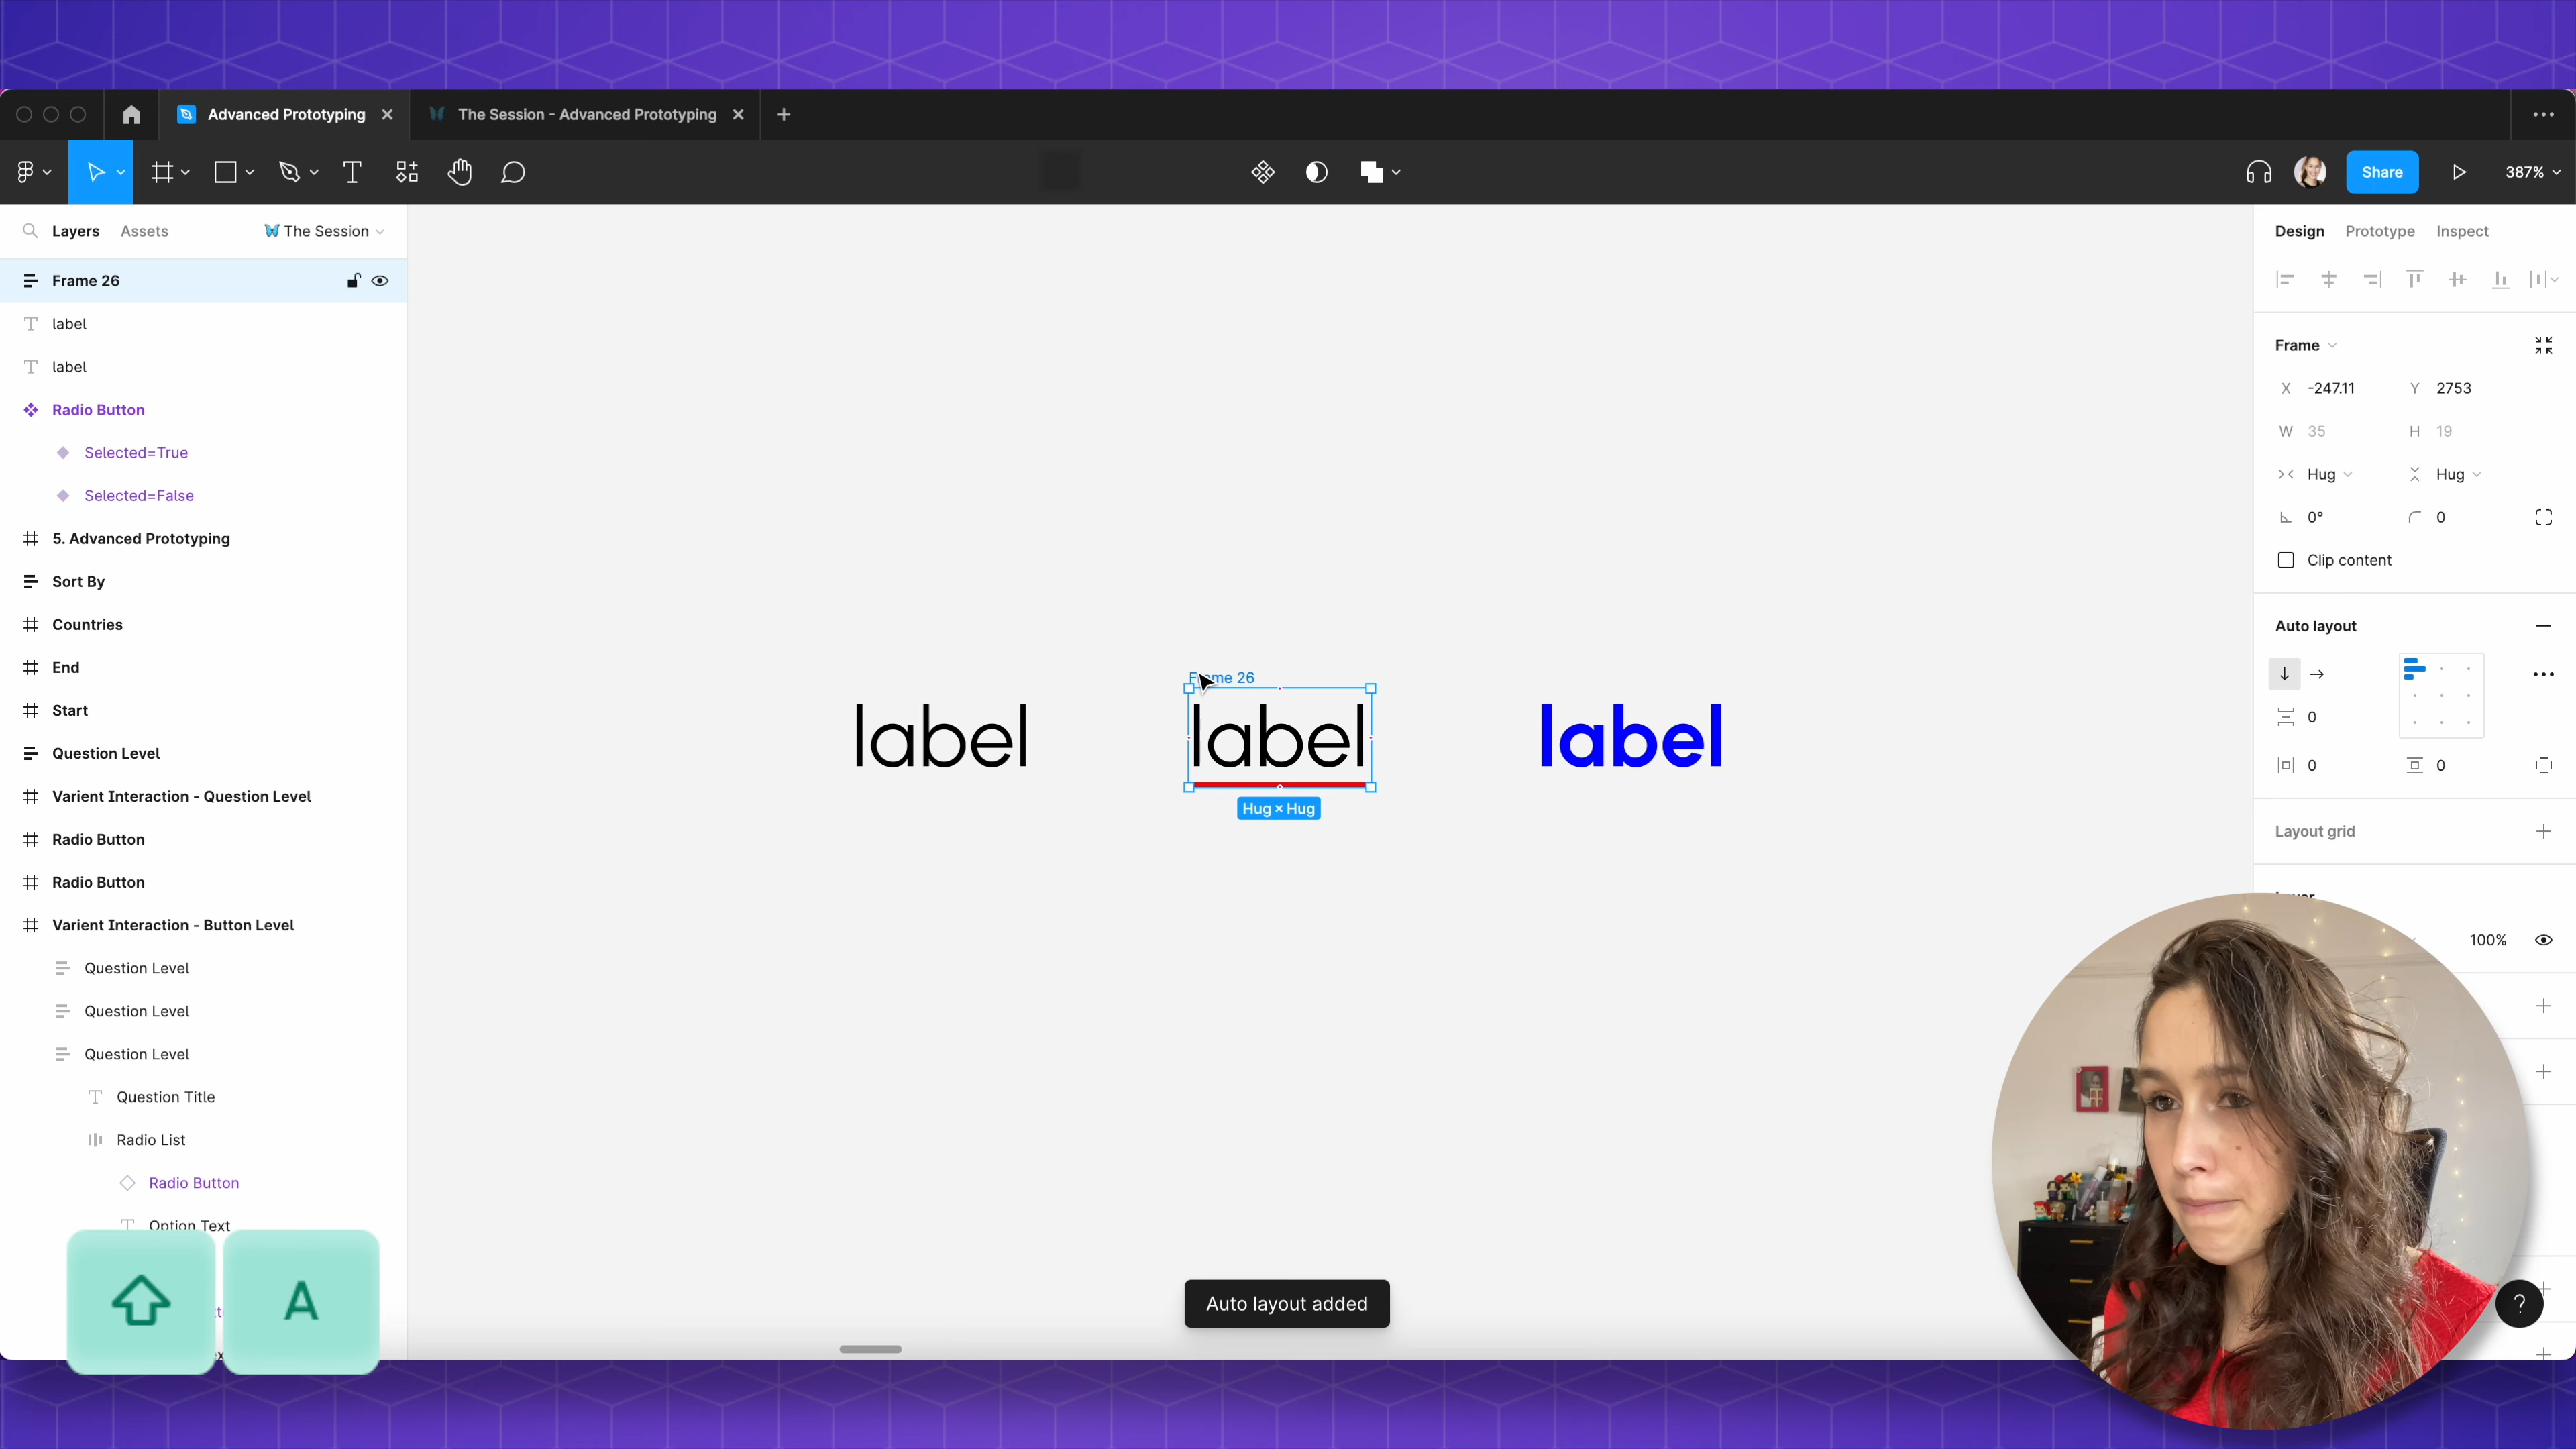 Advanced Prototyping
The Session - Advanced Prototyping
Share
387%
Layers
Assets
The Session
Design
Prototype
Inspect
Frame 26
label
label
Radio Button
Selected=True
Selected=False
5. Advanced Prototyping
Sort By
Countries
End
Start
Question Level
Varient Interaction - Question Level
Radio Button
Radio Button
Varient Interaction - Button Level
Question Level
Question Level
Question Level
Question Title
Radio List
Radio Button
Option Text
A
Frame 26
label
label
label
Hug × Hug
Auto layout added
Frame
X -247.11 Y 2753
W 35 H 19
Hug Hug
0° 0
Clip content
Auto layout
0
0 0
Layout grid
100%
?